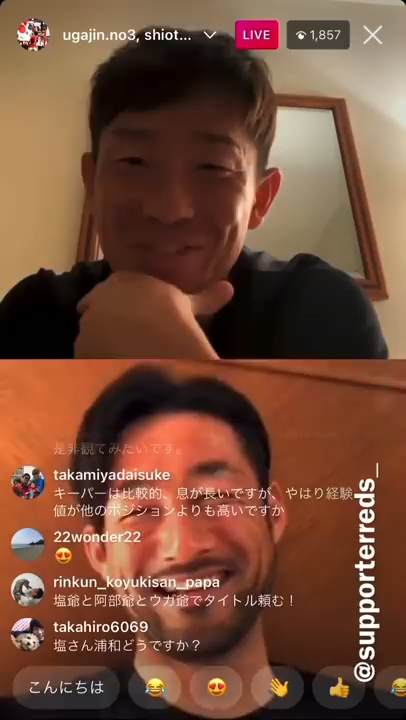 ugajin.no3, shiot...
LIVE
1,857
是非観てみたいです。
takamiyadaisuke
キーパーは比較的、息が長いですが、やはり経験
値が他のポジションよりも高いですか
22wonder22
😍
rinkun_koyukisan_papa
塩爺と阿部爺とウガ爺でタイトル頼む！
takahiro6069
塩さん浦和どうですか？
こんにちは
@supporterreds_